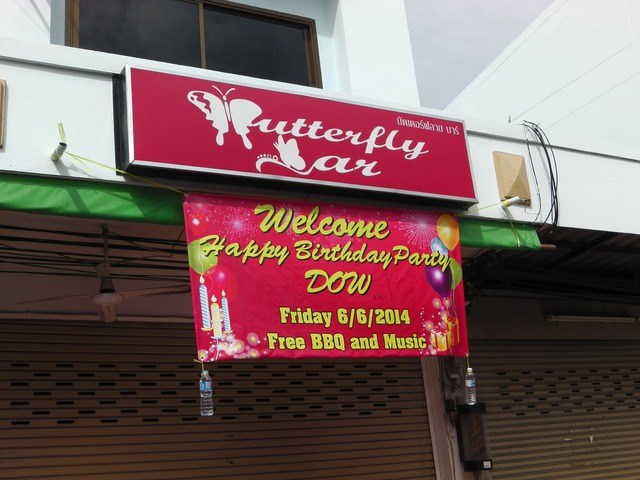 Butterfly
บัตเตอร์ฟลาย บาร์
Bar
Welcome
Happy Birthday Party
DOW
Friday 6/6/2014
Free BBQ and Music